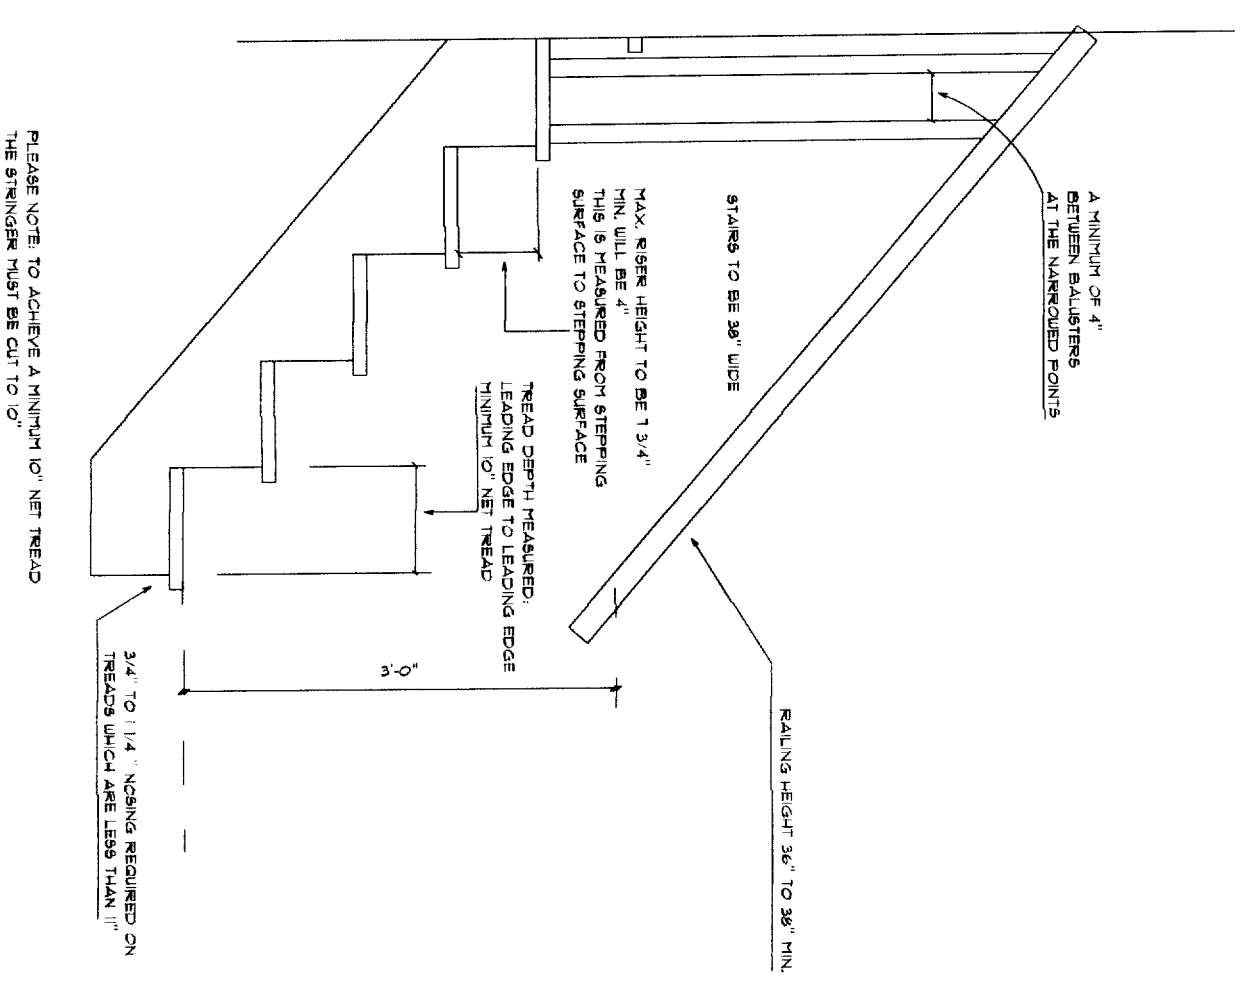 A MINIMUM OF 4"
BETWEEN BALUSTERS
AT THE NARROWED POINTS
STAIRS TO BE 38" WIDE
MAX. RISER HEIGHT TO BE 7 3/4"
MIN. WILL BE 4"
THIS IS MEASURED FROM STEPPING
SURFACE TO STEPPING SURFACE
TREAD DEPTH MEASURED:
LEADING EDGE TO LEADING EDGE
MINIMUM 10" NET TREAD
RAILING HEIGHT 36" TO 38" MIN.
3'-0"
3/4" TO 1 1/4 " NOSING REQUIRED ON
TREADS WHICH ARE LESS THAN 11"
PLEASE NOTE: TO ACHIEVE A MINIMUM 10" NET TREAD
THE STRINGER MUST BE CUT TO 10"